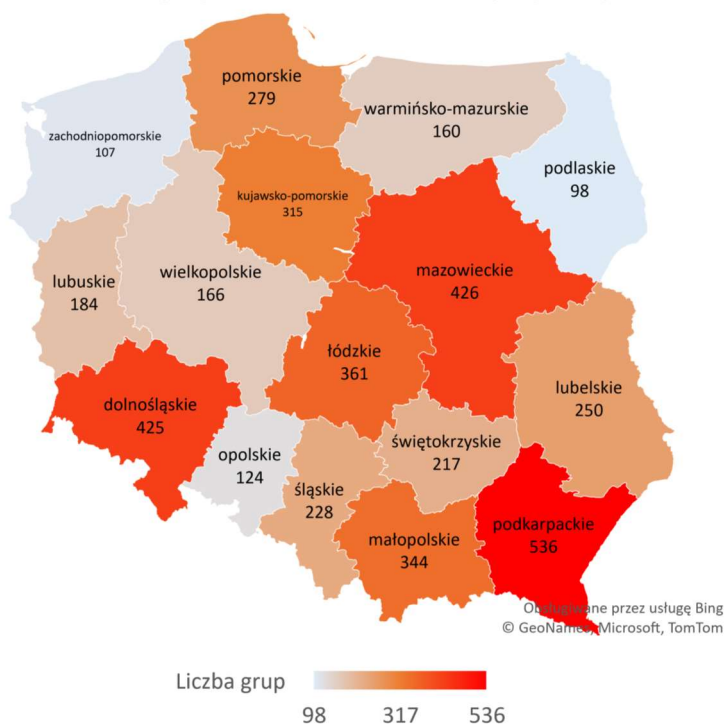 pomorskie
279
warmińsko-mazurskie
160
zachodniopomorskie
107
podlaskie
98
kujawsko-pomorskie
315
mazowieckie
426
wielkopolskie
166
lubuskie
184
łódzkie
361
lubelskie
250
dolnośląskie
425
świętokrzyskie
217
opolskie
124
śląskie
228
podkarpackie
536
małopolskie
344
Obsługiwane przez usługę Bing
© GeoNames, Microsoft, TomTom
Liczba grup
98 317 536